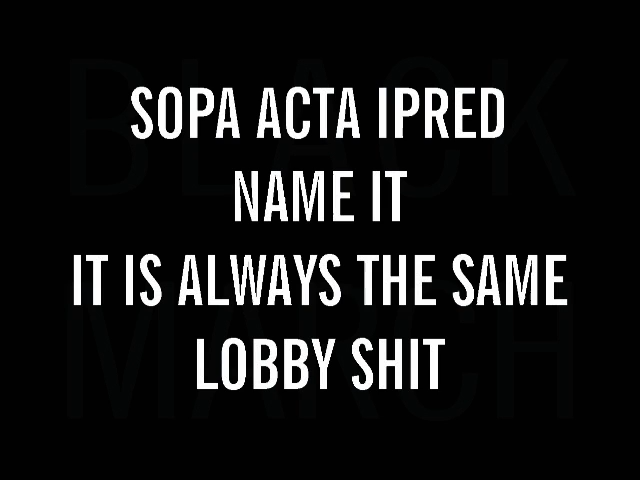 BLACK
SOPA ACTA IPRED
NAME IT
IT IS ALWAYS THE SAME
LOBBY SHIT
MARCH